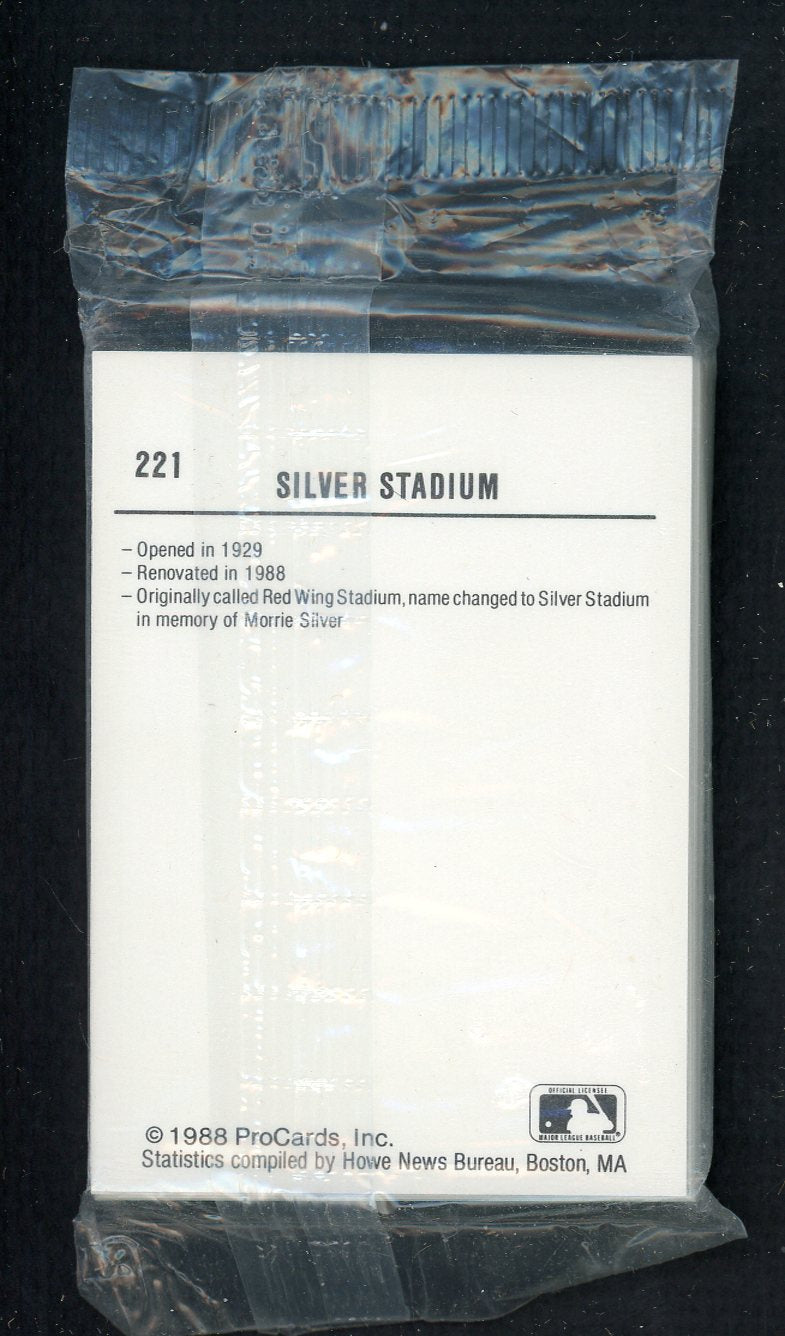 221
SILVER STADIUM
– Opened in 1929
– Renovated in 1988
– Originally called Red Wing Stadium, name changed to Silver Stadium
in memory of Morrie Silver
OFFICIAL LICENSEE
MAJOR LEAGUE BASEBALL®
© 1988 ProCards, Inc.
Statistics compiled by Howe News Bureau, Boston, MA